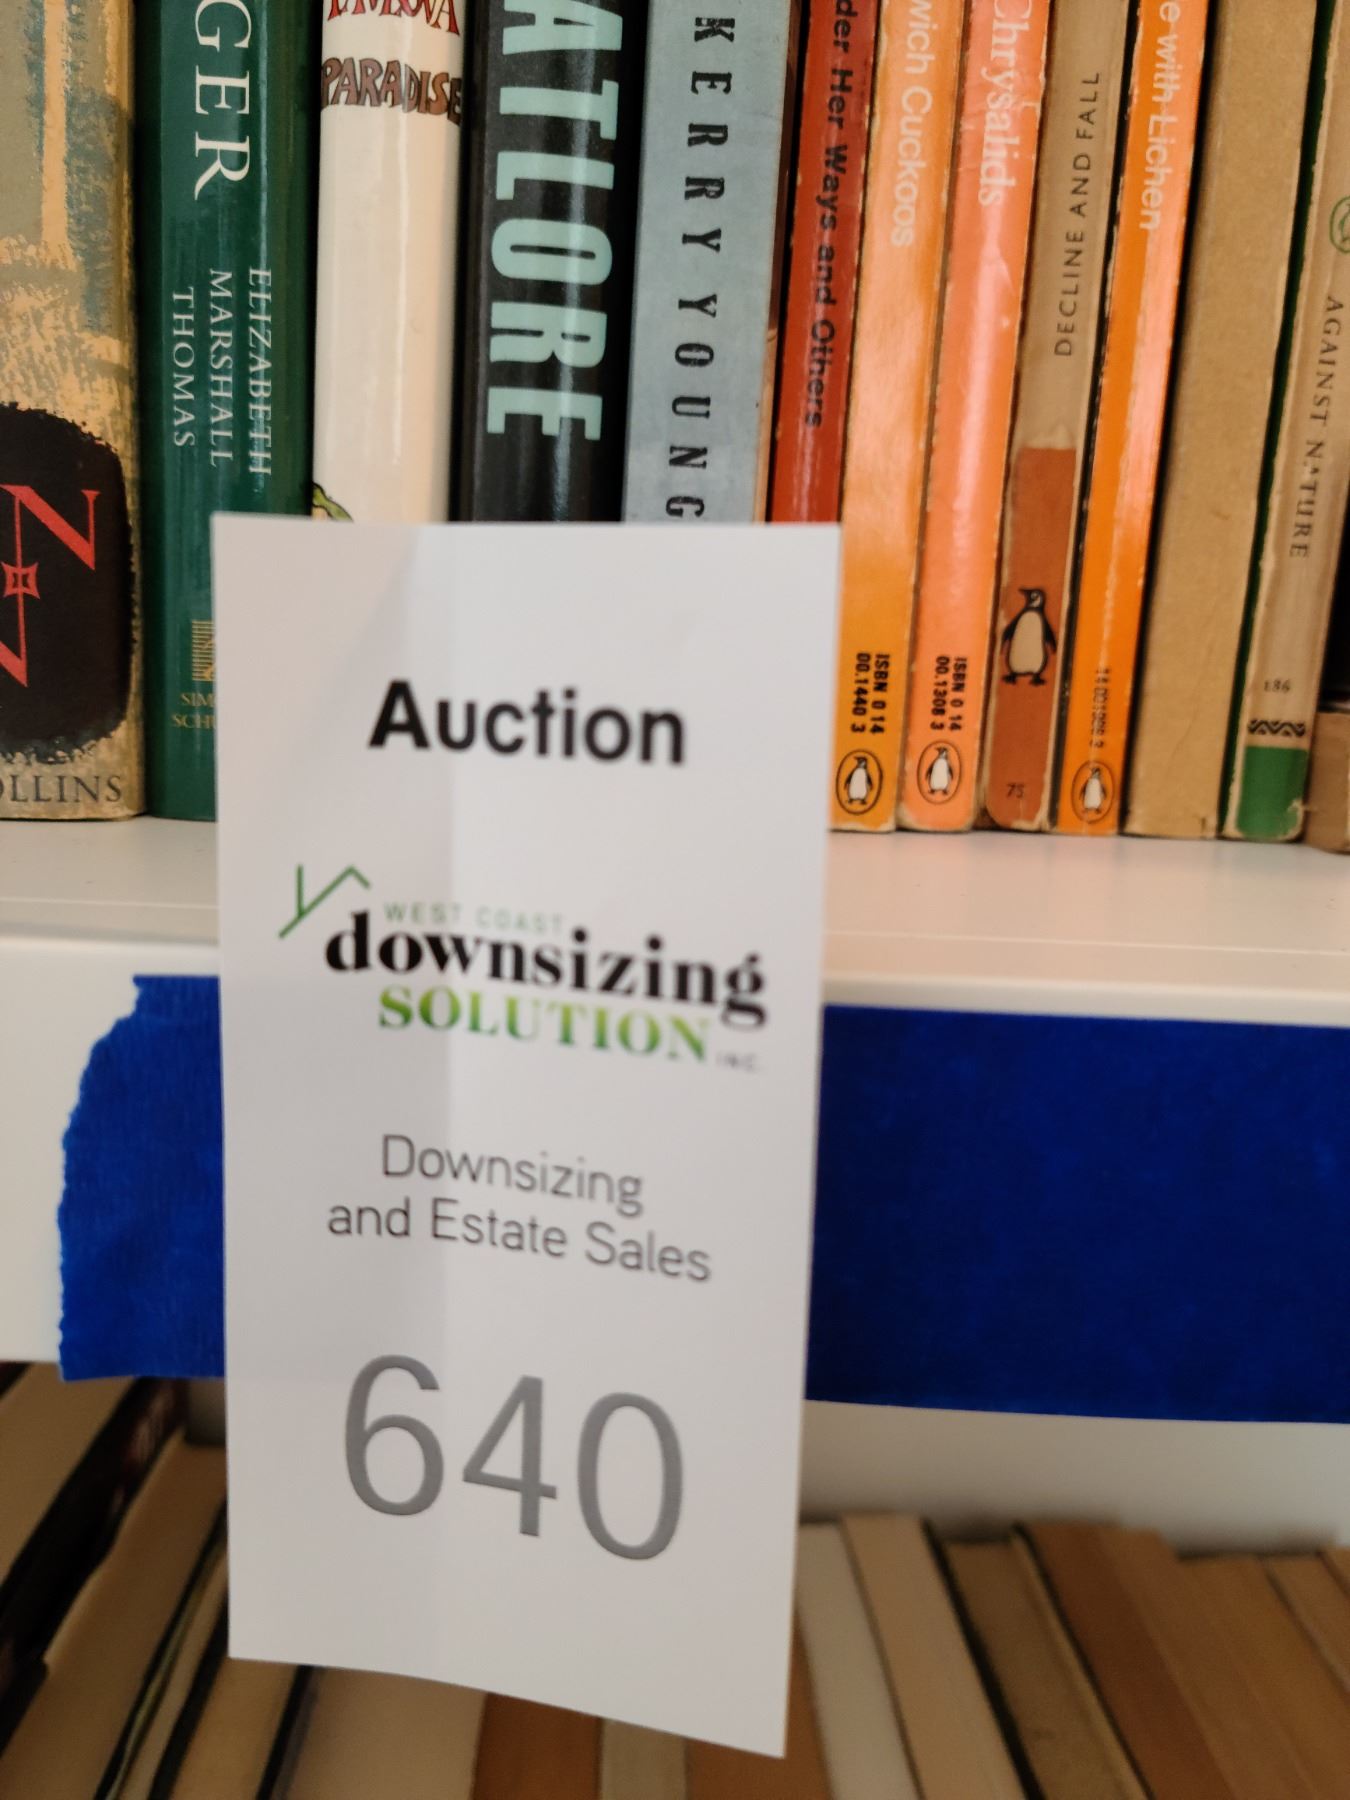 GER
ELIZABETH
MARSHALL
THOMAS
PARADISE
ATLORE
KERRY YOUNG
der Her Ways and Others
wich Cuckoos
ISBN 0 14
00.1440 3
Chrysalids
ISBN 0 14
00.1308 3
DECLINE AND FALL
75
e with Lichen
AGAINST NATURE
186
OLLINS
Auction
WEST COAST
downsizing
SOLUTION INC.
Downsizing
and Estate Sales
640